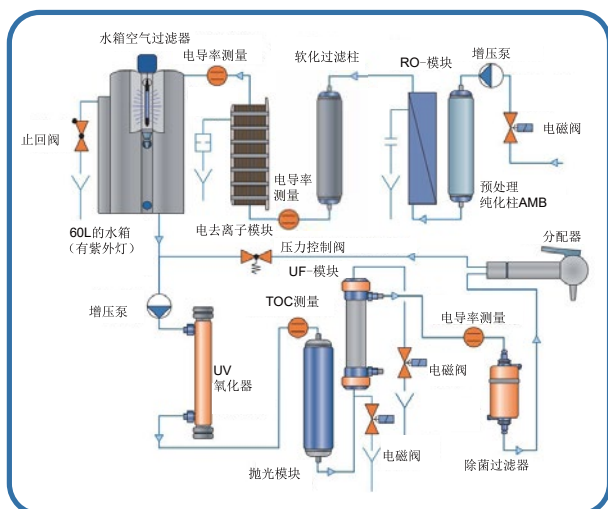 水箱空气过滤器
电导率测量
软化过滤柱
RO-模块
增压泵
止回阀
电磁阀
电导率
测量
预处理
纯化柱AMB
60L的水箱
（有紫外灯）
电去离子模块
分配器
压力控制阀
UF-模块
增压泵
TOC测量
电导率测量
UV
氧化器
电磁阀
抛光模块
电磁阀
除菌过滤器